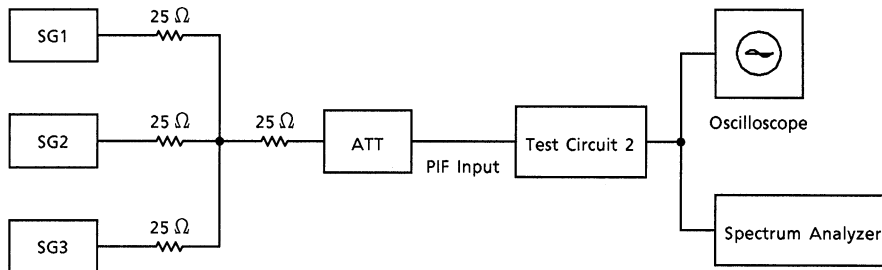 SG1
25 Ω
SG2
25 Ω
25 Ω
ATT
PIF Input
Test Circuit 2
Oscilloscope
SG3
25 Ω
Spectrum Analyzer